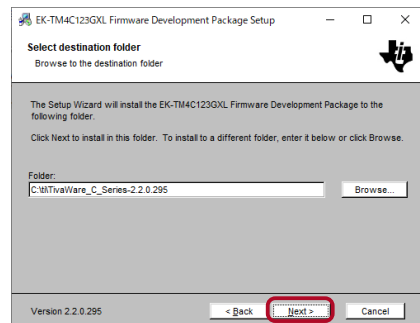 EK-TM4C123GXL Firmware Development Package Setup
Select destination folder
Browse to the destination folder
The Setup Wizard will install the EK-TM4C123GXL Firmware Development Package to the
following folder.
Click Next to install in this folder. To install to a different folder, enter it below or click Browse.
Folder:
C:\ti\TivaWare_C_Series-2.2.0.295
Browse...
Version 2.2.0.295
< Back
Next >
Cancel